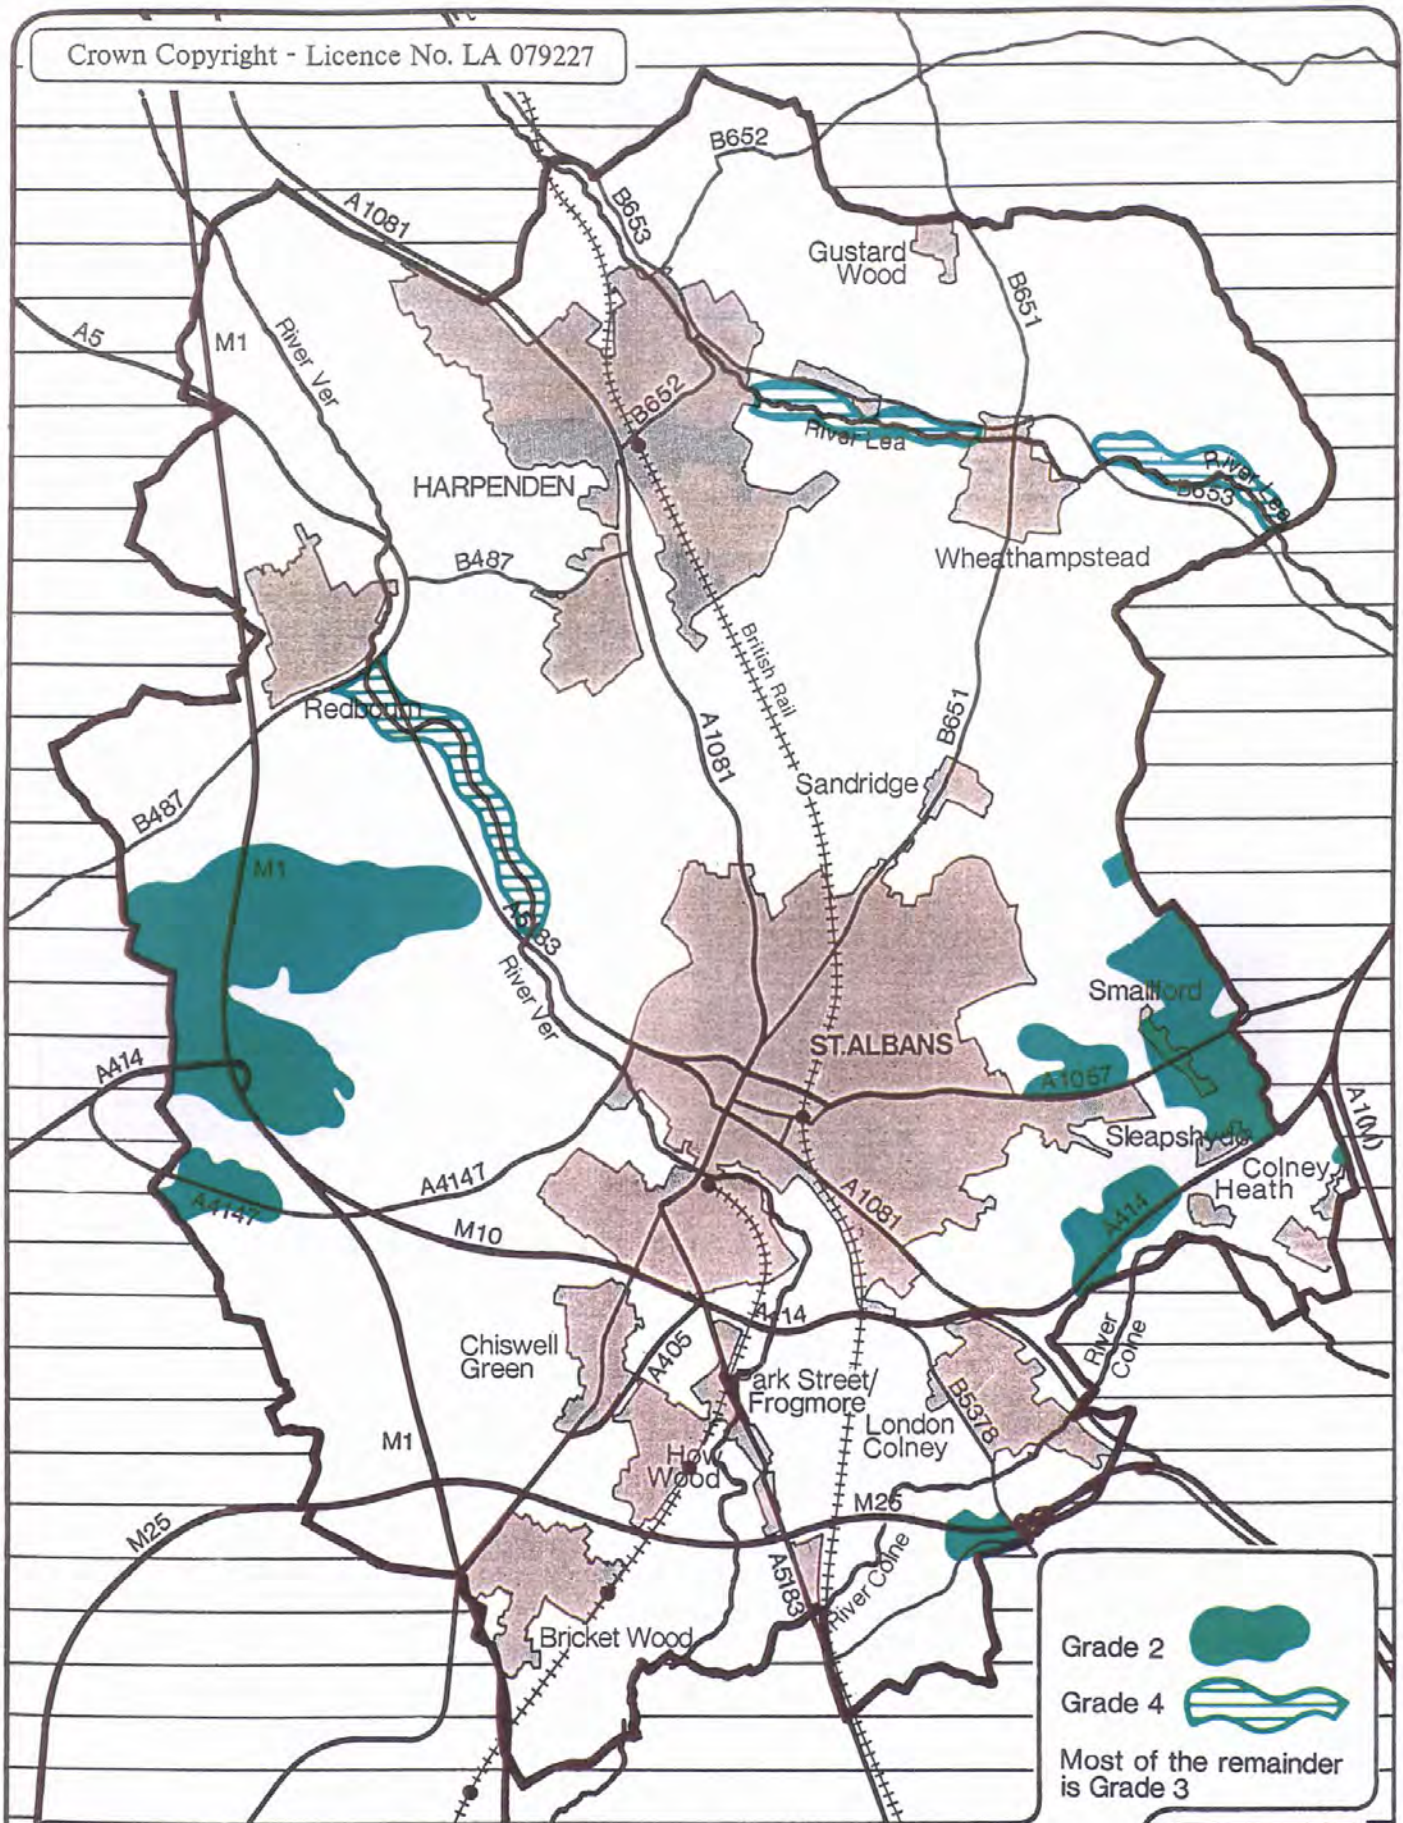 Crown Copyright - Licence No. LA 079227
B652
A1081
B653
Gustard
Wood
B651
A5
M1
River Ver
B652
River Lea
River Lea
B653
HARPENDEN
Wheathampstead
B487
British Rail
Redbourn
A1081
B651
Sandridge
B487
M1
A5183
River Ver
Smallford
ST.ALBANS
A414
A1057
A1(M)
Sleapshyde
Colney
Heath
A4147
A4147
A1081
A414
M10
A414
River
Colne
Chiswell
Green
A405
Park Street/
Frogmore
B5378
London
Colney
M1
How
Wood
M25
M25
River Colne
A5183
Bricket Wood
Grade 2
Grade 4
Most of the remainder
is Grade 3